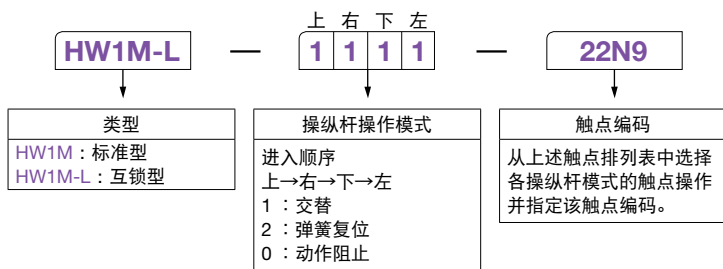 上 右 下 左
HW1M-L — 1 1 1 1 — 22N9
类型
HW1M：标准型
HW1M-L：互锁型
操纵杆操作模式
进入顺序
上→右→下→左
1 ：交替
2 ：弹簧复位
0 ：动作阻止
触点编码
从上述触点排列表中选择
各操纵杆模式的触点操作
并指定该触点编码。